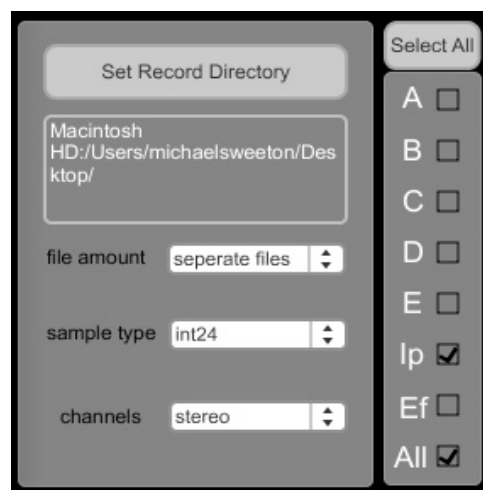 Set Record Directory
Macintosh
HD:/Users/michaelsweeton/Des
ktop/
file amount seperate files
sample type int24
channels stereo
Select All
A
B
C
D
E
Ip
Ef
All